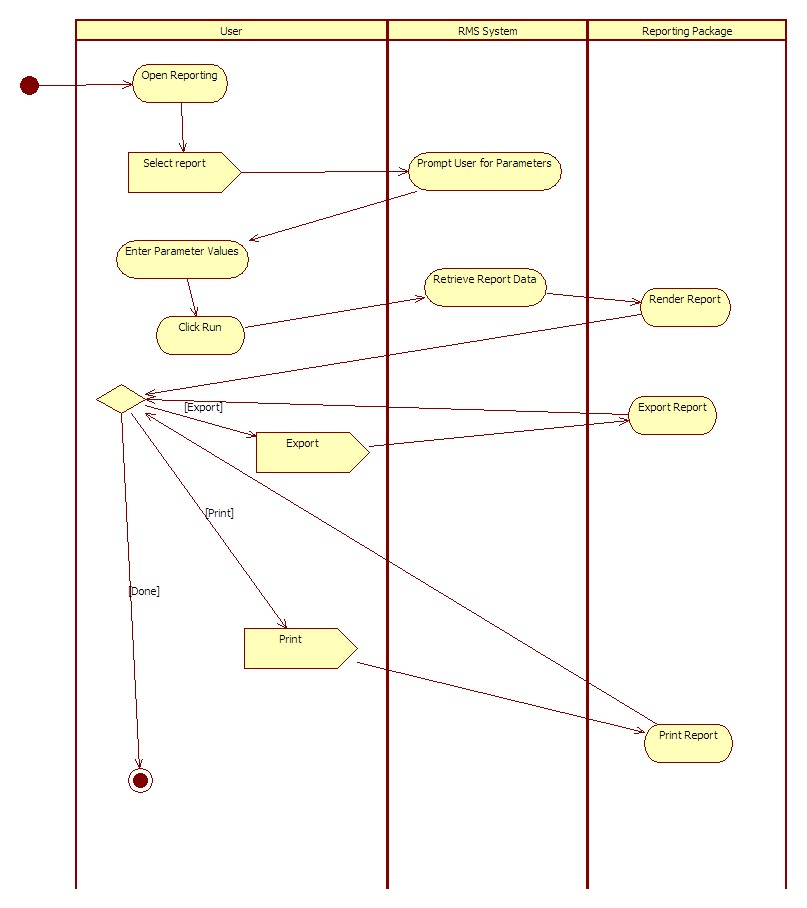 User
RMS System
Reporting Package
Open Reporting
Select report
Prompt User for Parameters
Enter Parameter Values
Retrieve Report Data
Render Report
Click Run
[Export]
Export Report
Export
[Print]
[Done]
Print
Print Report